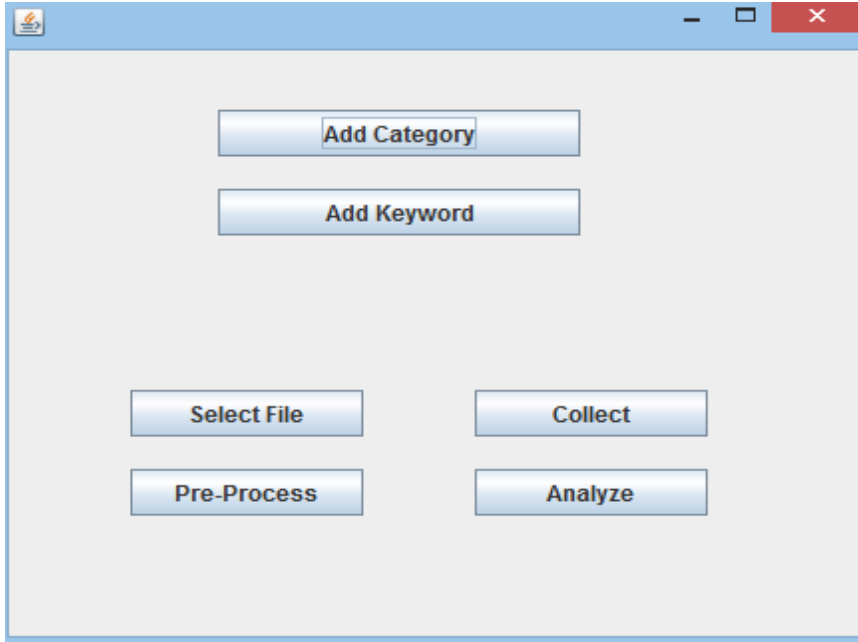 Add Category
Add Keyword
Select File
Collect
Pre-Process
Analyze